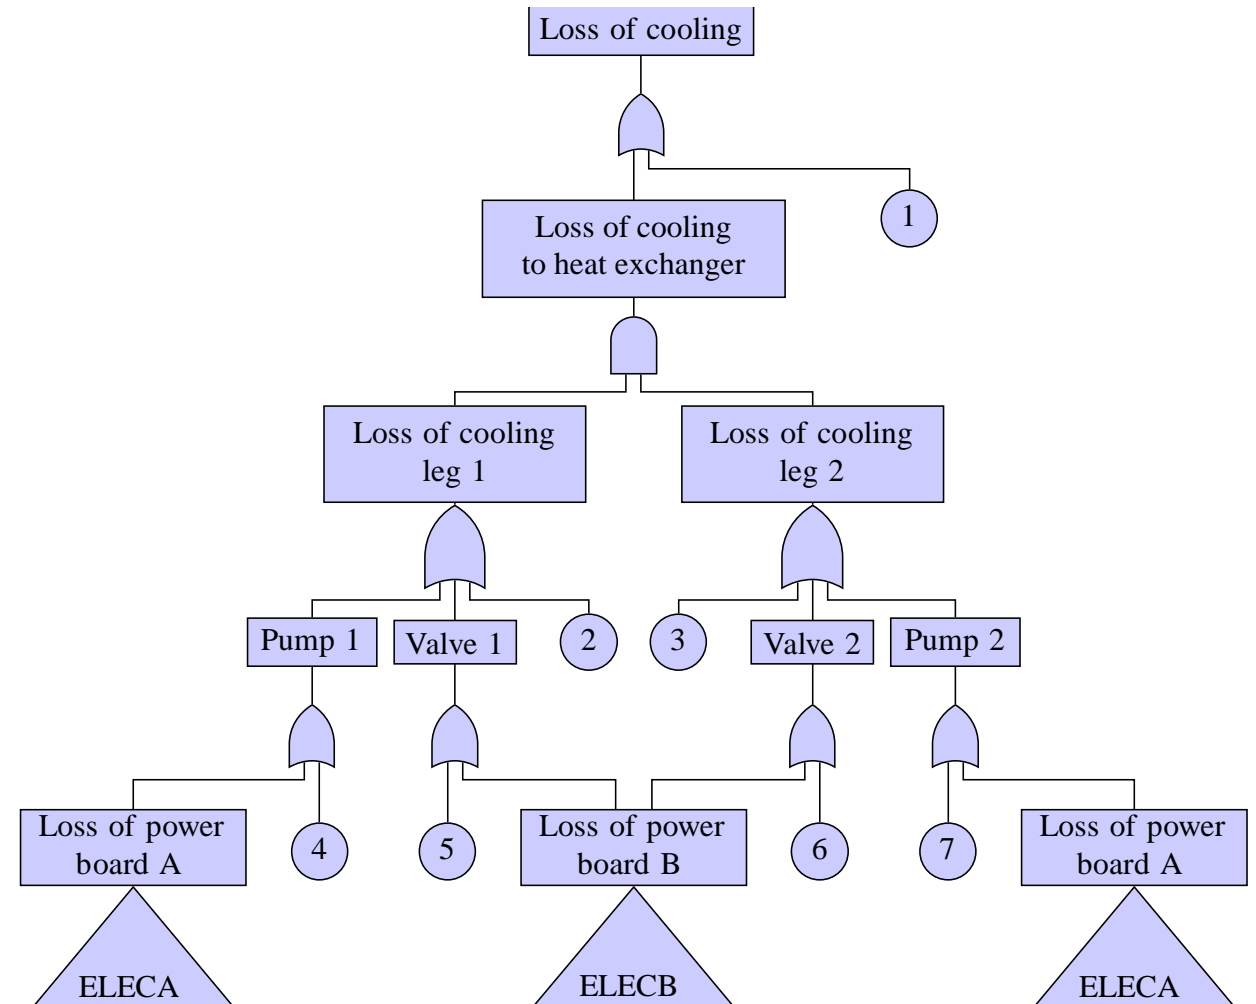 Loss of cooling
1
Loss of cooling
to heat exchanger
Loss of cooling
leg 1
Loss of cooling
leg 2
Pump 1
Valve 1
2
3
Valve 2
Pump 2
Loss of power
board A
4
5
Loss of power
board B
6
7
Loss of power
board A
ELECA
ELECB
ELECA